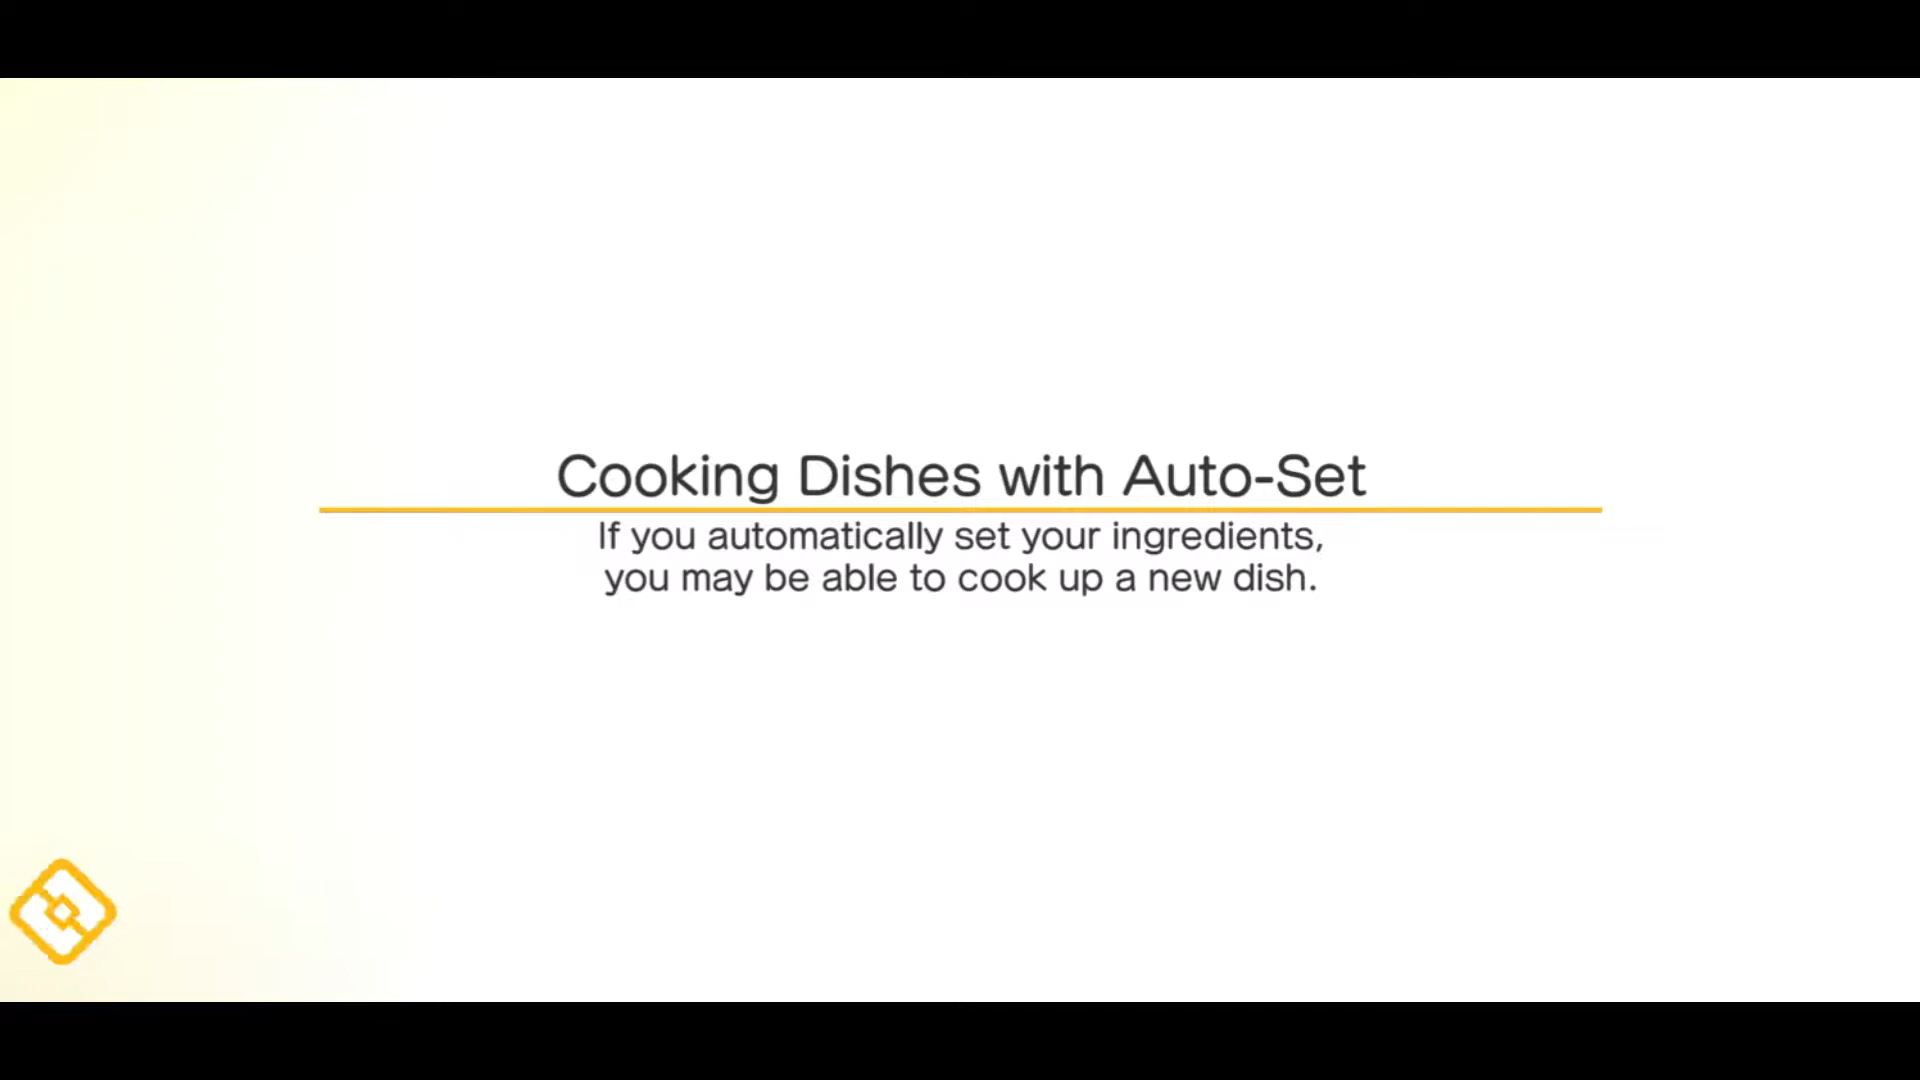 Cooking Dishes with Auto-Set
If you automatically set your ingredients,
you may be able to cook up a new dish.